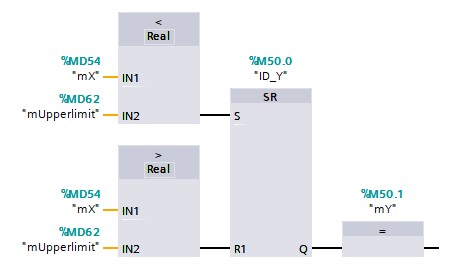 <
Real
%MD54
"mX" IN1
%MD62
"mUpperlimit" IN2
%M50.0
"ID_Y"
SR
S
>
Real
%MD54
"mX" IN1
%MD62
"mUpperlimit" IN2
R1 Q
%M50.1
"mY"
=